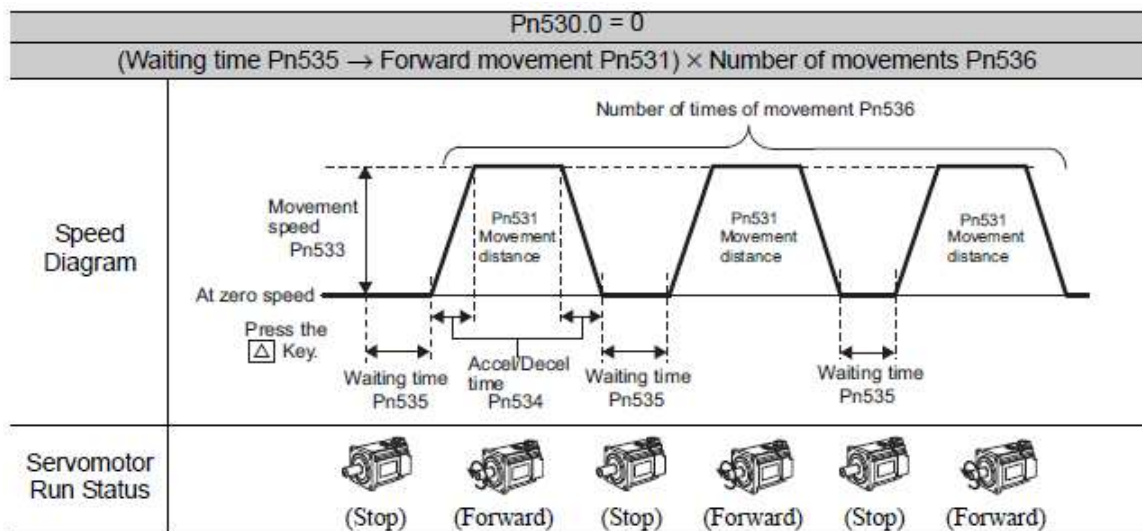 Pn530.0 = 0
(Waiting time Pn535 → Forward movement Pn531) × Number of movements Pn536
Speed
Diagram
Number of times of movement Pn536
Movement
speed
Pn533
Pn531
Movement
distance
Pn531
Movement
distance
Pn531
Movement
distance
At zero speed
Press the
△ Key.
Waiting time
Pn535
Accel/Decel
time
Pn534
Waiting time
Pn535
Waiting time
Pn535
Servomotor
Run Status
(Stop) (Forward) (Stop) (Forward) (Stop) (Forward)